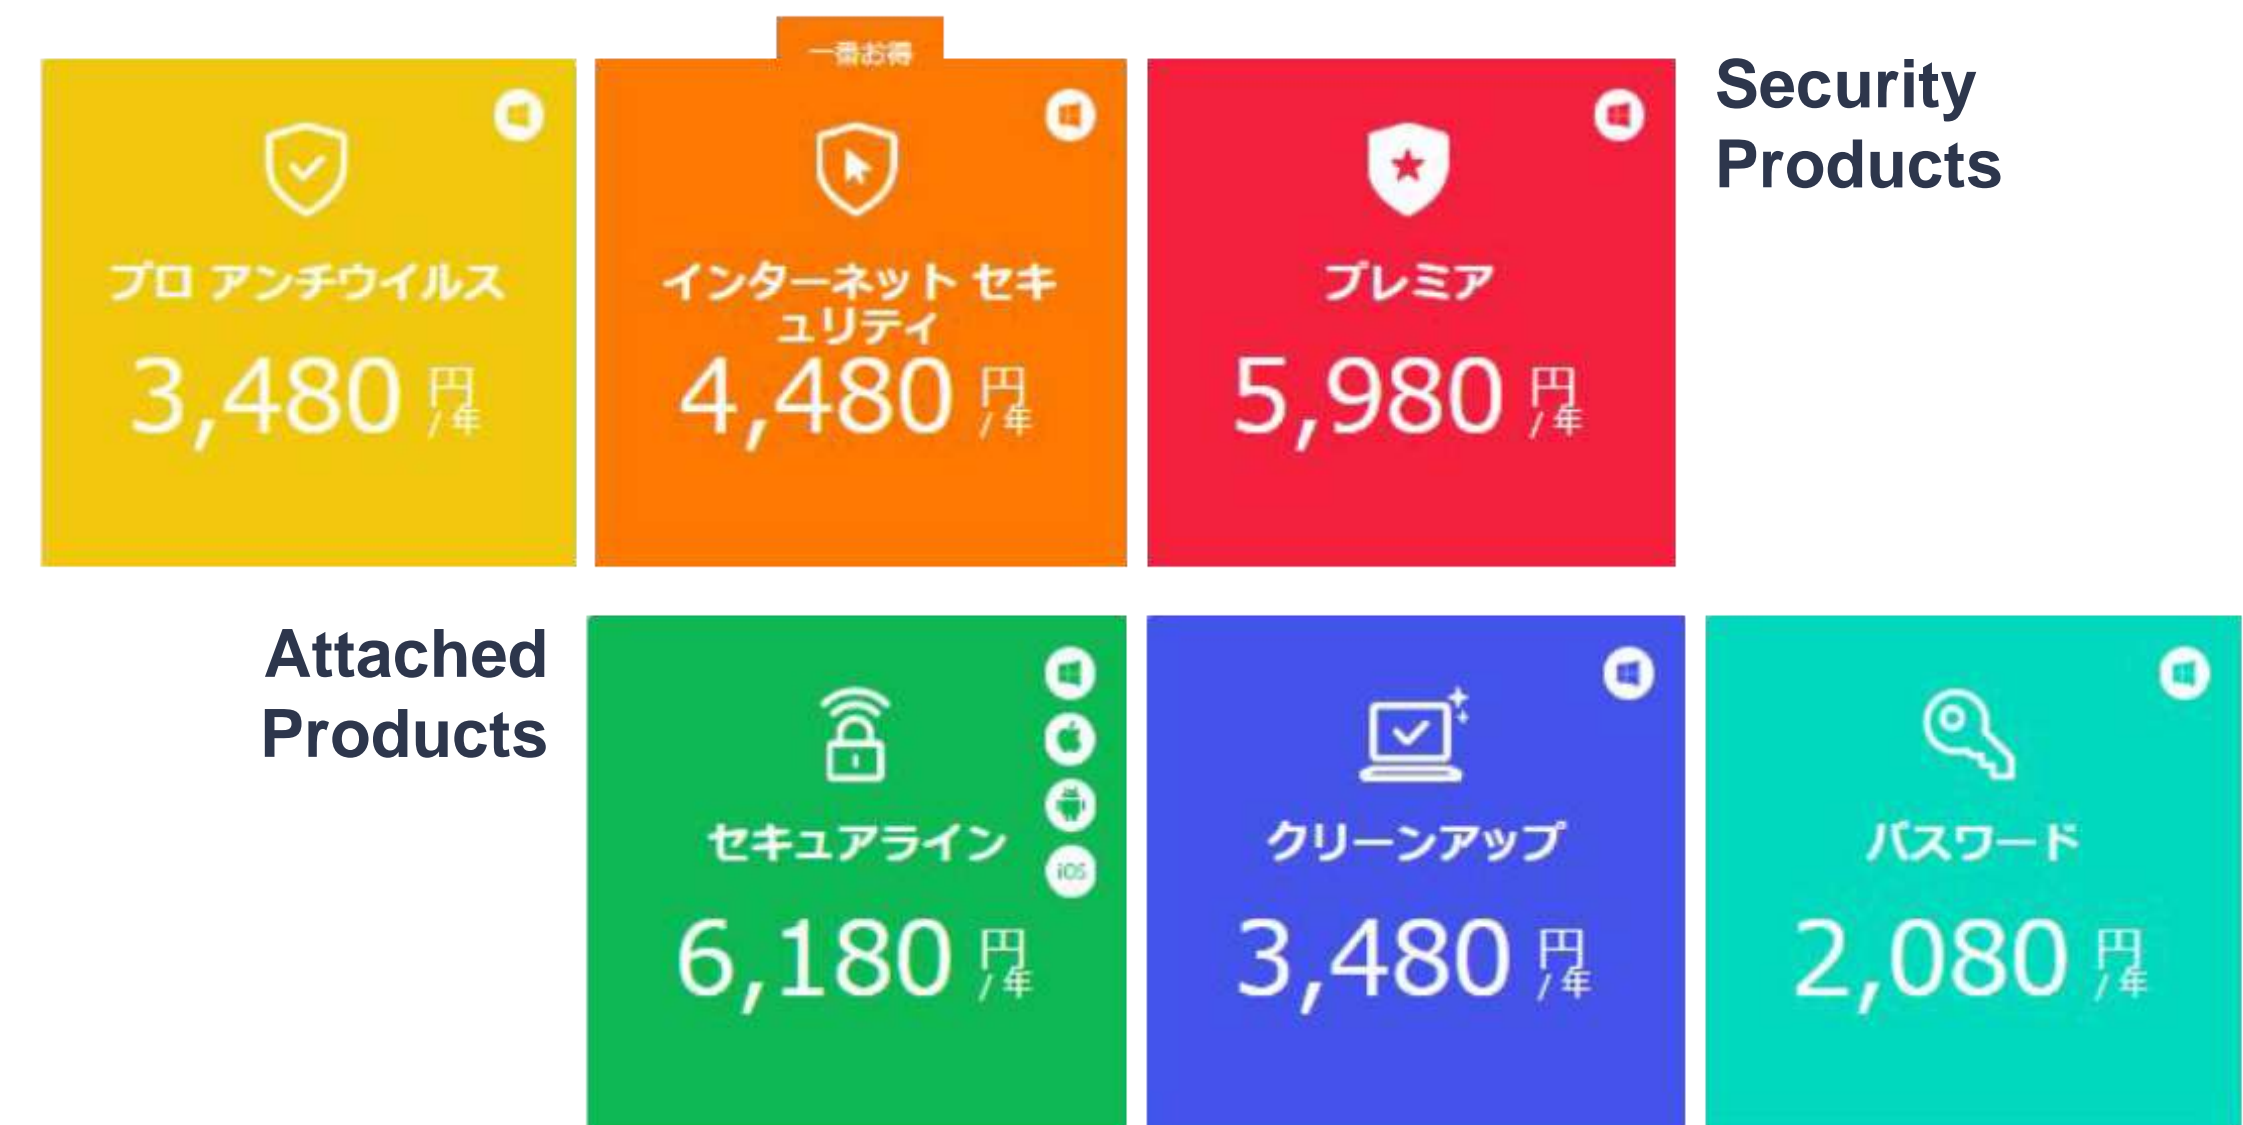 一番お得
プロ アンチウイルス
3,480 円/年
インターネット セキ
ュリティ
4,480 円/年
プレミア
5,980 円/年
Security
Products
Attached
Products
セキュアライン
6,180 円/年
iOS
クリーンアップ
3,480 円/年
パスワード
2,080 円/年